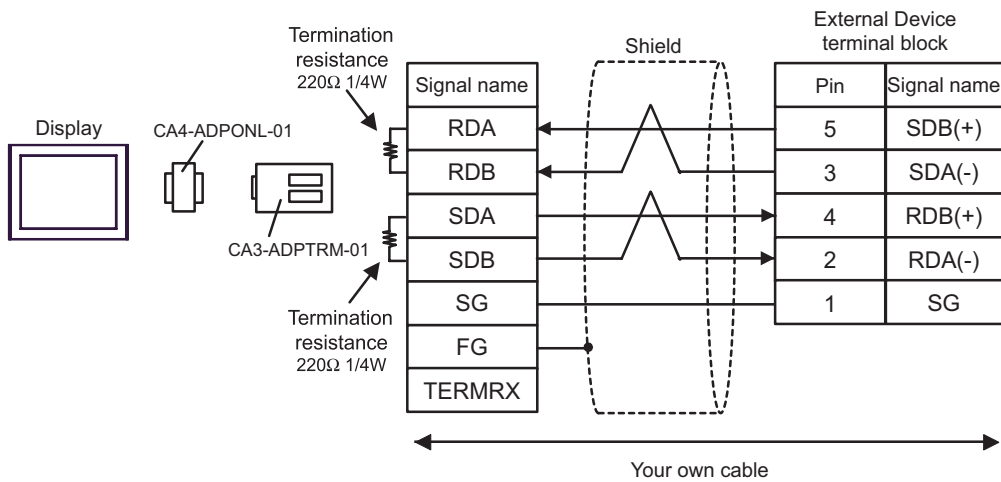 External Device
terminal block
Termination
resistance
220Ω 1/4W
Shield
Signal name
Pin
Signal name
Display
CA4-ADPONL-01
RDA
5
SDB(+)
RDB
3
SDA(-)
SDA
4
RDB(+)
CA3-ADPTRM-01
SDB
2
RDA(-)
SG
1
SG
Termination
resistance
220Ω 1/4W
FG
TERMRX
Your own cable